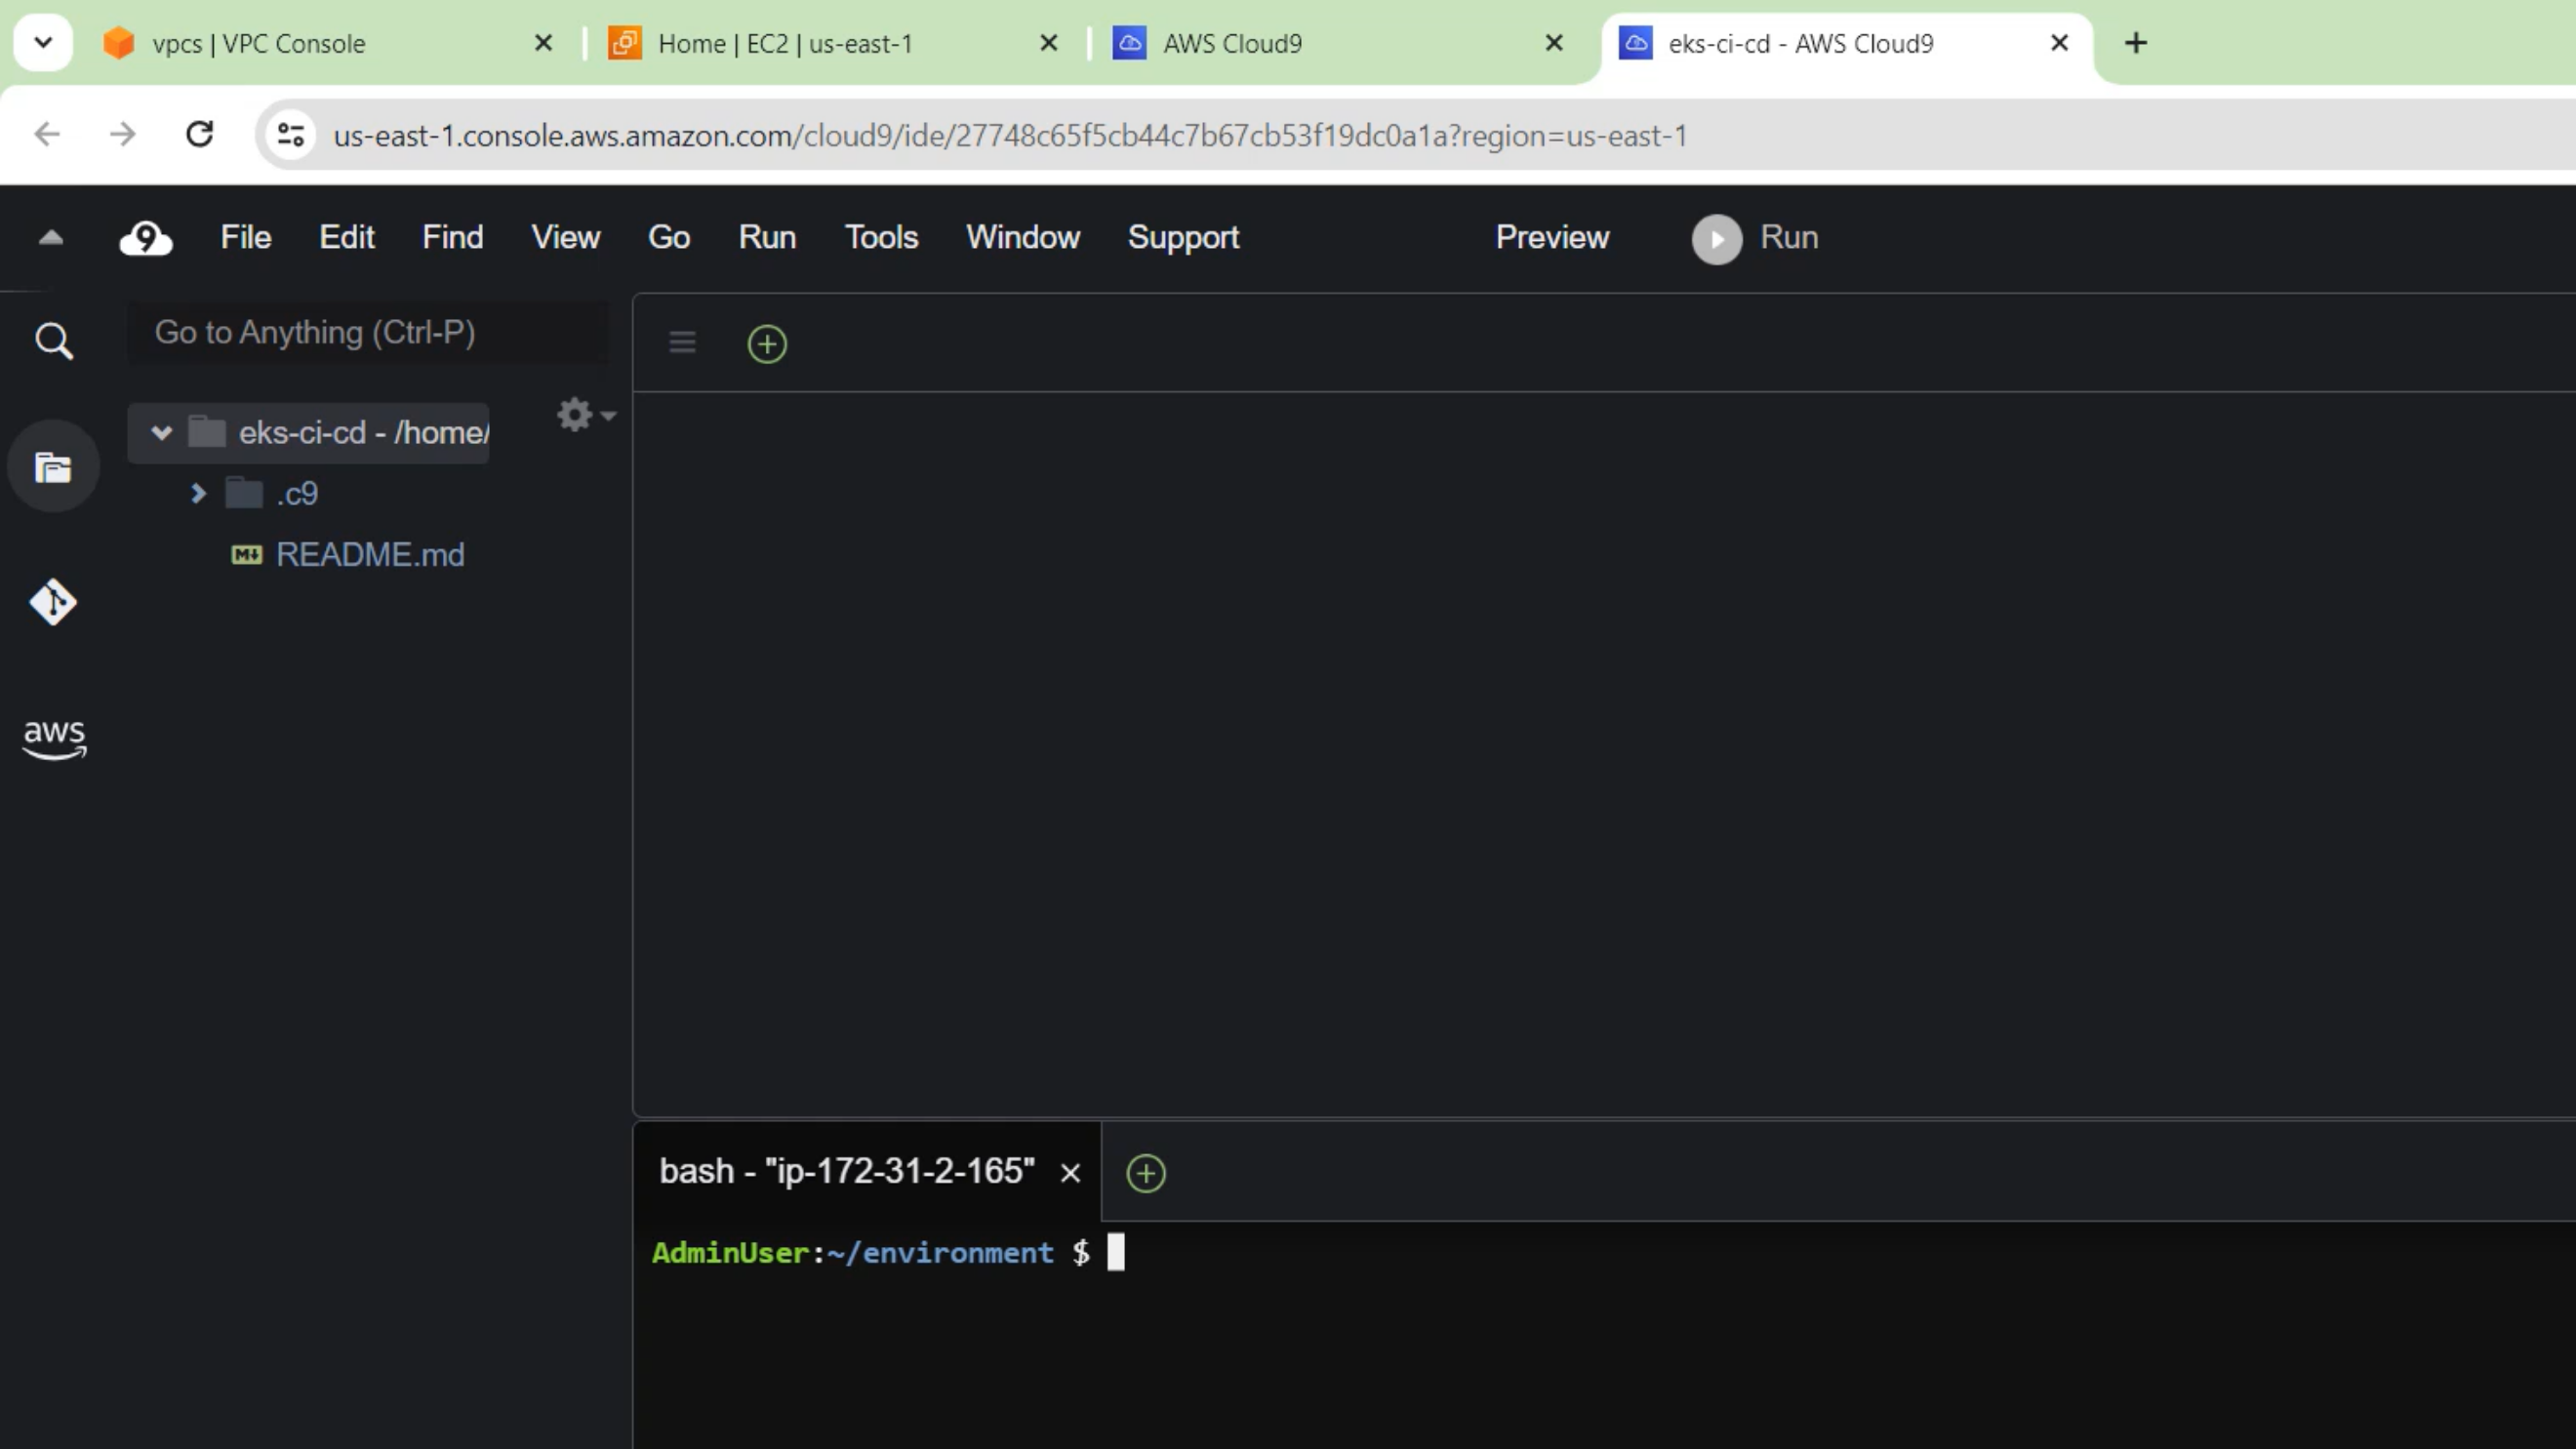 vpcs | VPC Console
Home | EC2 | us-east-1
AWS Cloud9
eks-ci-cd - AWS Cloud9
us-east-1.console.aws.amazon.com/cloud9/ide/27748c65f5cb44c7b67cb53f19dc0a1a?region=us-east-1
9 File Edit Find View Go Run Tools Window Support Preview Run
Go to Anything (Ctrl-P)
eks-ci-cd - /home/
.c9
M↓ README.md
aws
bash - "ip-172-31-2-165"
AdminUser:~/environment $